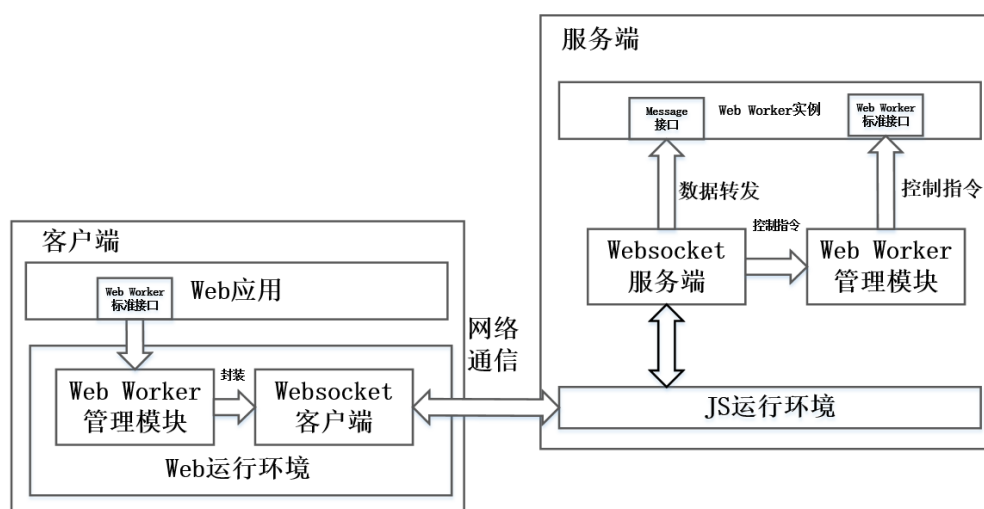 服务端
Message
接口
Web Worker实例
Web Worker
标准接口
数据转发
控制指令
Websocket
服务端
控制指令
Web Worker
管理模块
JS运行环境
客户端
Web Worker
标准接口
Web应用
网络
通信
Web Worker
管理模块
封装
Websocket
客户端
Web运行环境